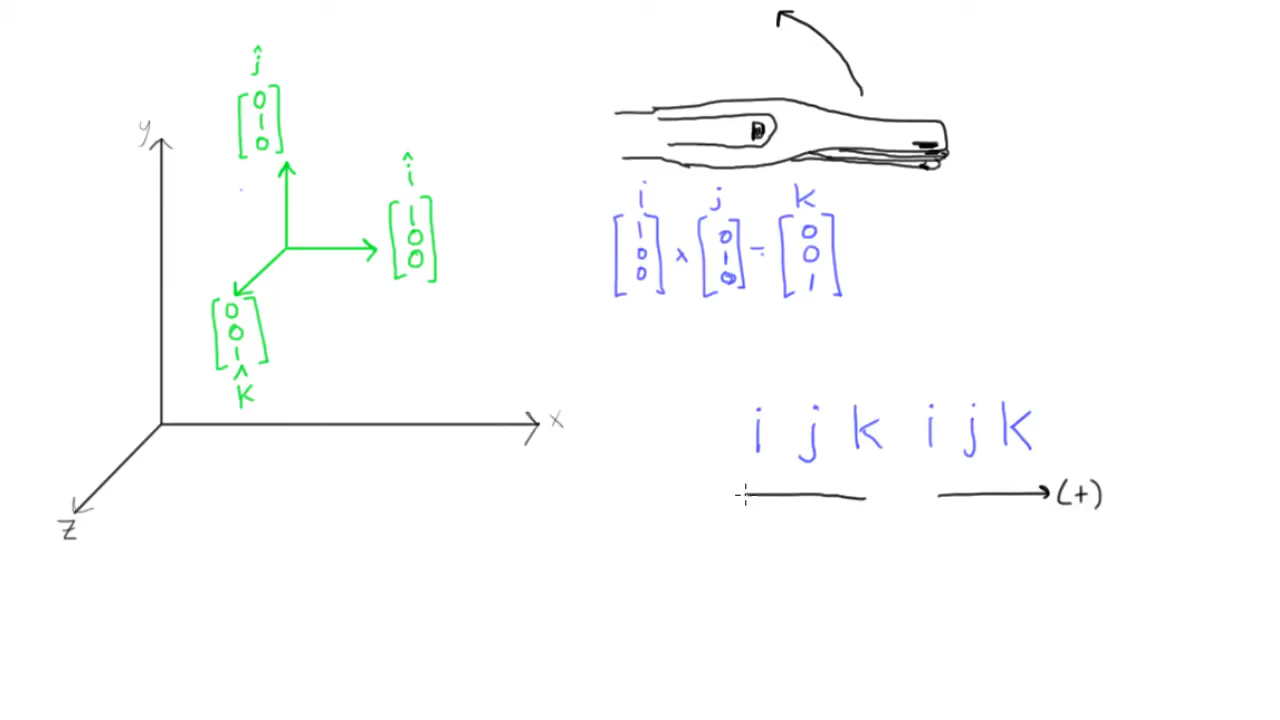 ĵ
[0
1
0]
y
î
[1
0
0]
[0
0
1]
k̂
x
z
i j k
[1 0 0] × [0 1 0] = [0 0 1]
i j k i j k
(+)